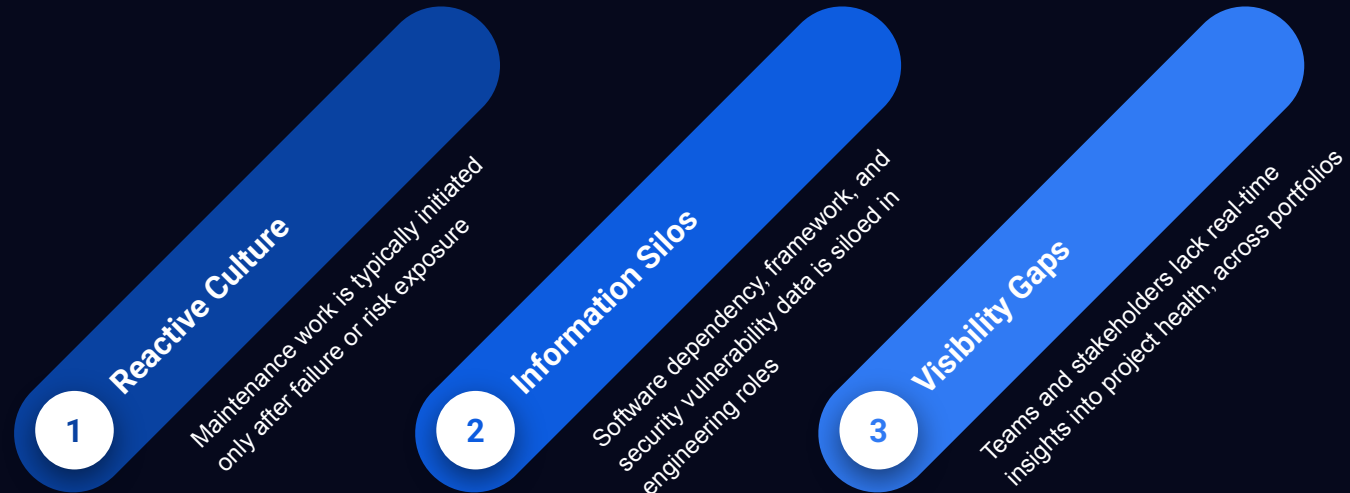 1
Reactive Culture
Maintenance work is typically initiated
only after failure or risk exposure
2
Information Silos
Software dependency, framework, and
security vulnerability data is siloed in
engineering roles
3
Visibility Gaps
Teams and stakeholders lack real-time
insights into project health, across portfolios